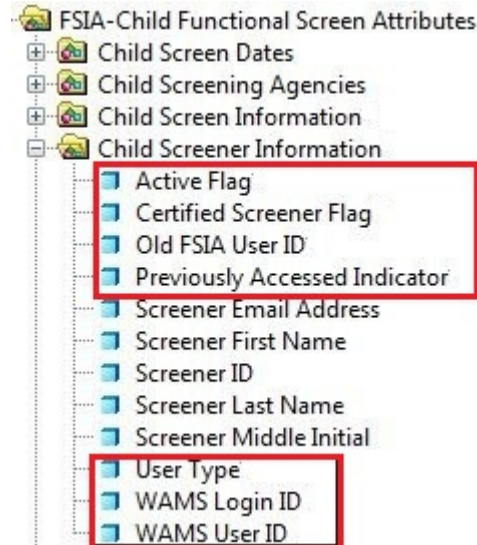 FSIA-Child Functional Screen Attributes
Child Screen Dates
Child Screening Agencies
Child Screen Information
Child Screener Information
Active Flag
Certified Screener Flag
Old FSIA User ID
Previously Accessed Indicator
Screener Email Address
Screener First Name
Screener ID
Screener Last Name
Screener Middle Initial
User Type
WAMS Login ID
WAMS User ID